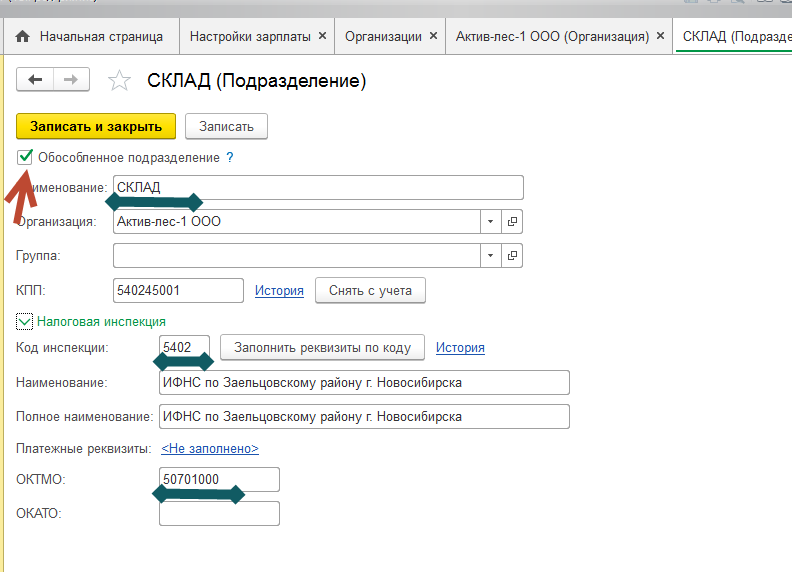 Начальная страница Настройки зарплаты × Организации × Актив-лес-1 ООО (Организация) × СКЛАД (Подразде
СКЛАД (Подразделение)
Записать и закрыть Записать
Обособленное подразделение ?
именование: СКЛАД
Организация: Актив-лес-1 ООО
Группа:
КПП: 540245001 История Снять с учета
Налоговая инспекция
Код инспекции: 5402 Заполнить реквизиты по коду История
Наименование: ИФНС по Заельцовскому району г. Новосибирска
Полное наименование: ИФНС по Заельцовскому району г. Новосибирска
Платежные реквизиты: <Не заполнено>
ОКТМО: 50701000
ОКАТО: